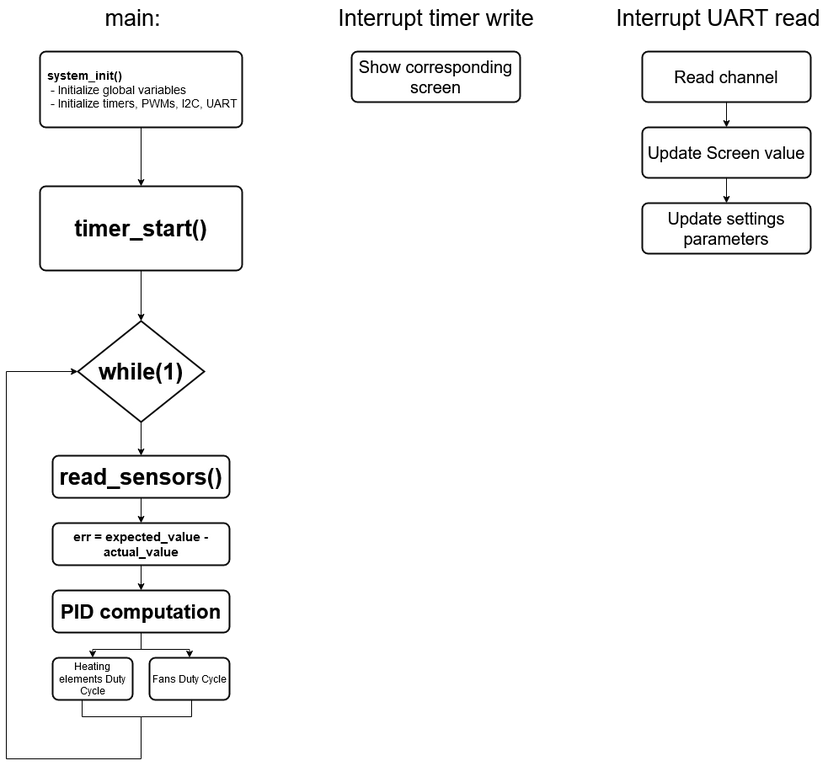 main:
system_init()
- Initialize global variables
- Initialize timers, PWMs, I2C, UART
timer_start()
while(1)
read_sensors()
err = expected_value -
actual_value
PID computation
Heating
elements Duty
Cycle
Fans Duty Cycle
Interrupt timer write
Show corresponding
screen
Interrupt UART read
Read channel
Update Screen value
Update settings
parameters